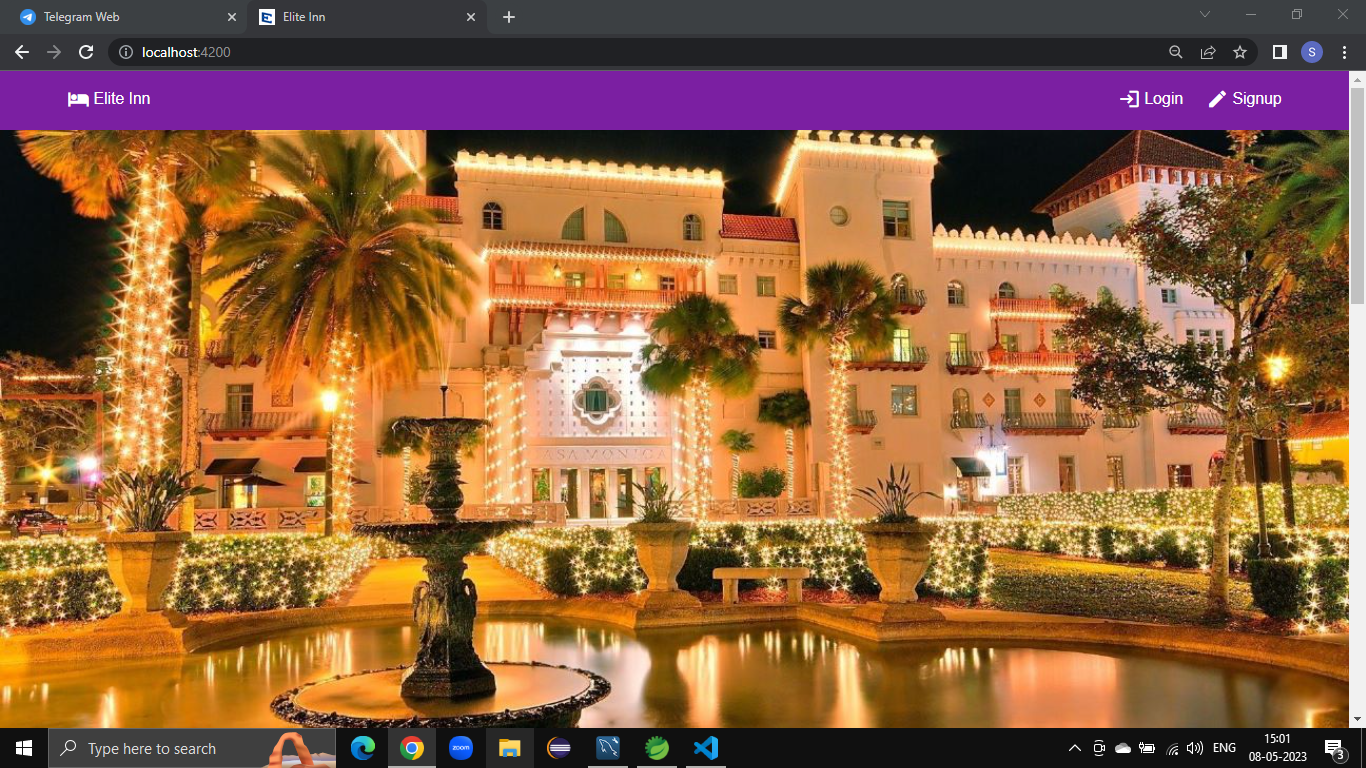 Telegram Web
Elite Inn
localhost:4200
S
Elite Inn
Login
Signup
ASA MONICA
Type here to search
zoom
ENG
15:01
08-05-2023
3